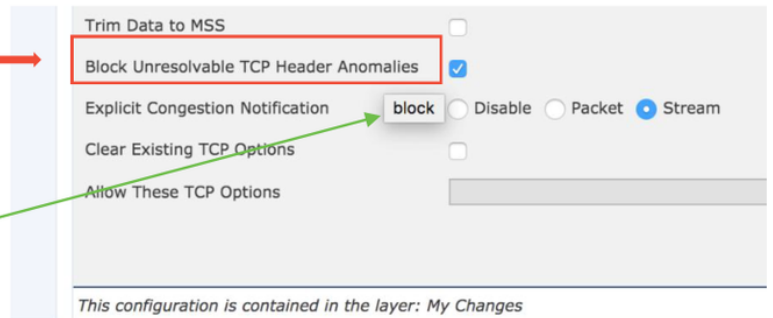 Trim Data to MSS
Block Unresolvable TCP Header Anomalies
Explicit Congestion Notification block Disable Packet Stream
Clear Existing TCP Options
Allow These TCP Options
This configuration is contained in the layer: My Changes